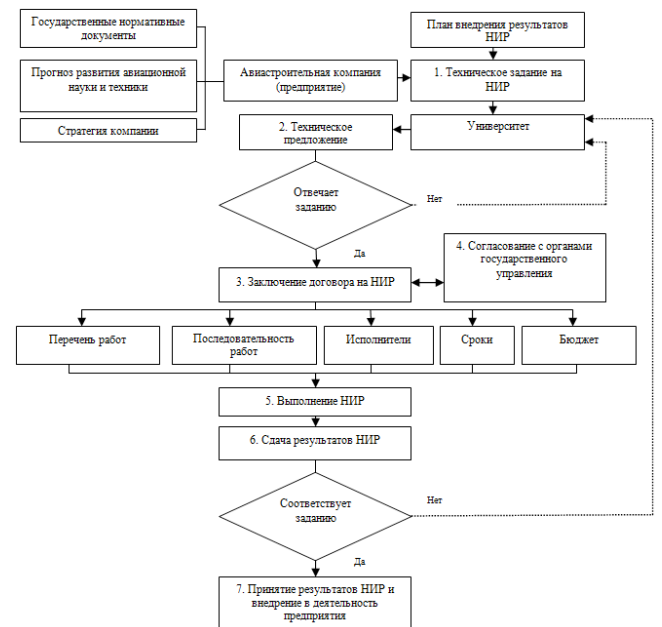 Государственные нормативные
документы
План внедрения результатов
НИР
Прогноз развития авиационной
науки и техники
Авиастроительная компания
(предприятие)
1. Техническое задание на
НИР
Стратегия компании
2. Техническое
предложение
Университет
Отвечает
заданию
Нет
Да
4. Согласование с органами
государственного
управления
3. Заключение договора на НИР
Перечень работ
Последовательность
работ
Исполнители
Сроки
Бюджет
5. Выполнение НИР
6. Сдача результатов НИР
Соответствует
заданию
Нет
Да
7. Принятие результатов НИР и
внедрение в деятельность
предприятия